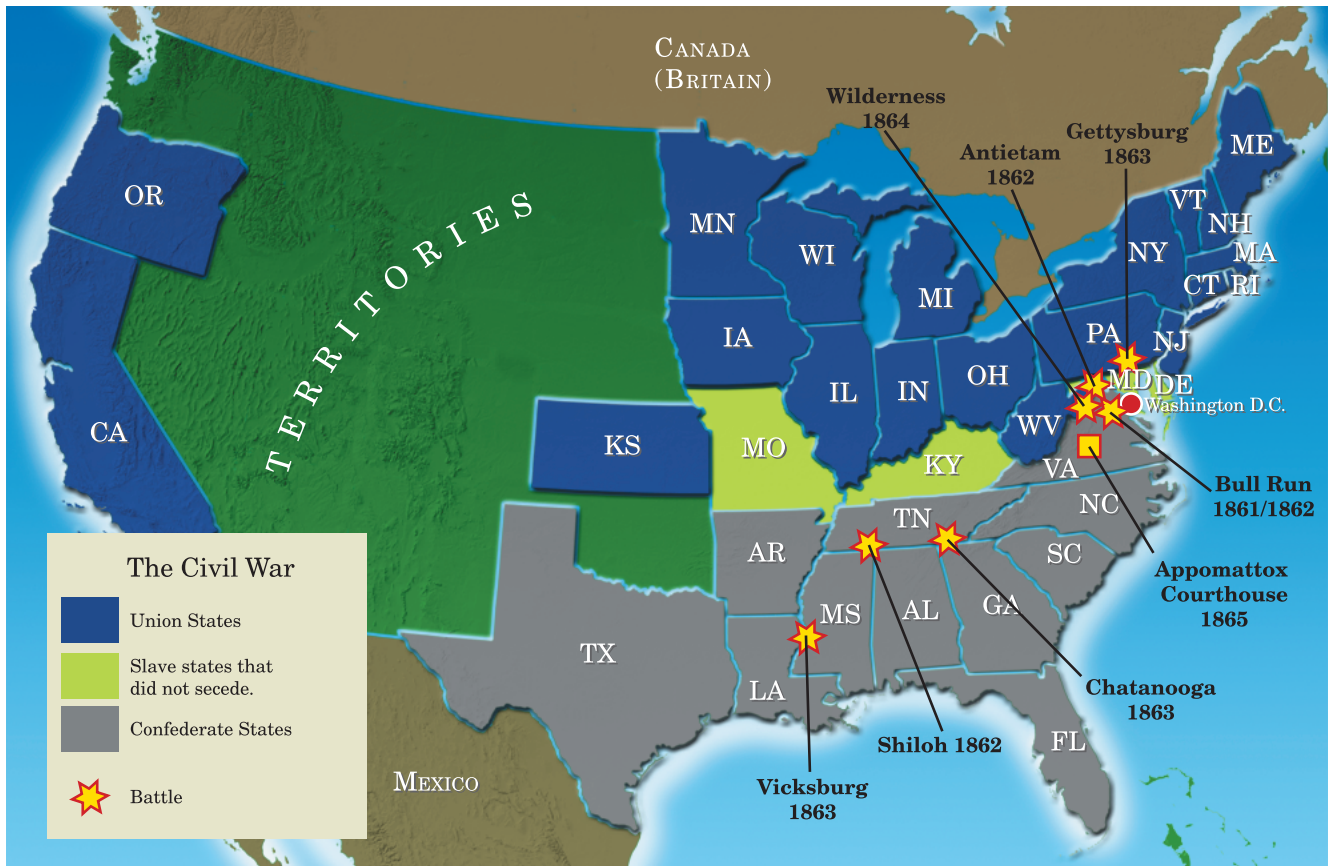 CANADA
(BRITAIN)
Wilderness
1864
Gettysburg
1863
Antietam
1862
ME
VT
NH
OR
MN
NY
MA
WI
CT
RI
MI
TERRITORIES
PA
NJ
IA
OH
MD
DE
IL
IN
Washington D.C.
WV
CA
KS
MO
KY
VA
Bull Run
1861/1862
NC
TN
AR
SC
Appomattox
Courthouse
1865
MS
AL
GA
TX
LA
Chatanooga
1863
FL
Shiloh 1862
Vicksburg
1863
MEXICO
The Civil War
Union States
Slave states that
did not secede.
Confederate States
Battle